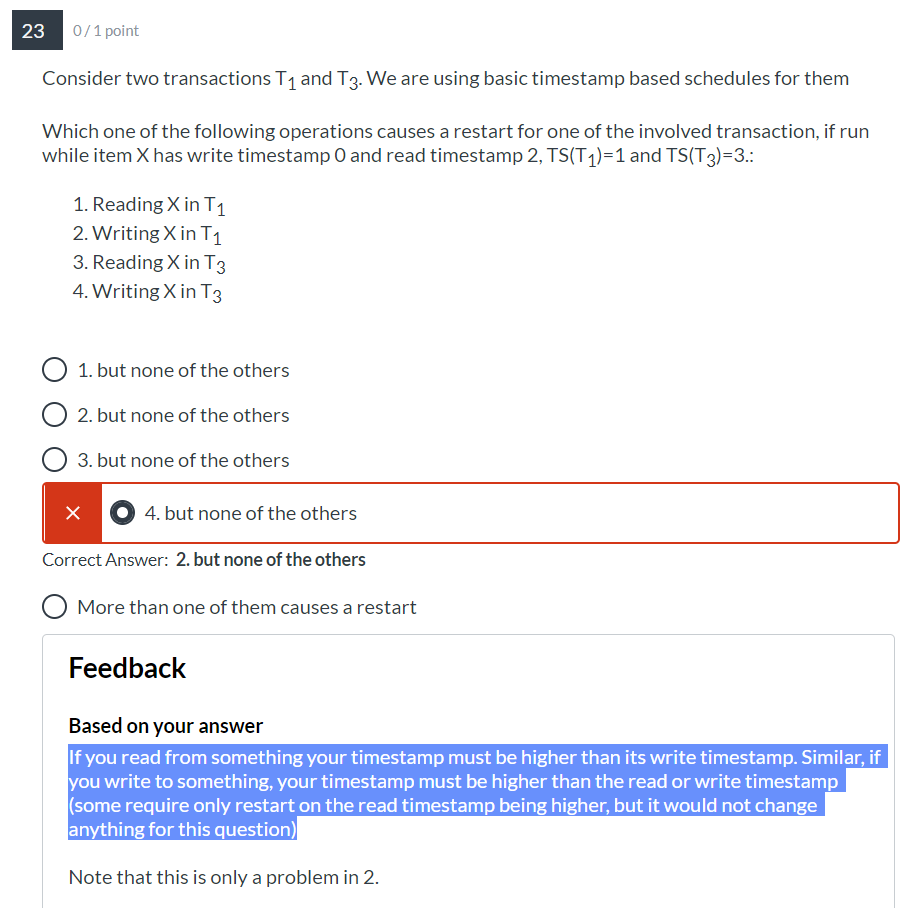 23 0 / 1 point
Consider two transactions T1 and T3. We are using basic timestamp based schedules for them
Which one of the following operations causes a restart for one of the involved transaction, if run
while item X has write timestamp 0 and read timestamp 2, TS(T1)=1 and TS(T3)=3.:
1. Reading X in T1
2. Writing X in T1
3. Reading X in T3
4. Writing X in T3
1. but none of the others
2. but none of the others
3. but none of the others
4. but none of the others
Correct Answer: 2. but none of the others
More than one of them causes a restart
Feedback
Based on your answer
If you read from something your timestamp must be higher than its write timestamp. Similar, if
you write to something, your timestamp must be higher than the read or write timestamp
(some require only restart on the read timestamp being higher, but it would not change
anything for this question)
Note that this is only a problem in 2.